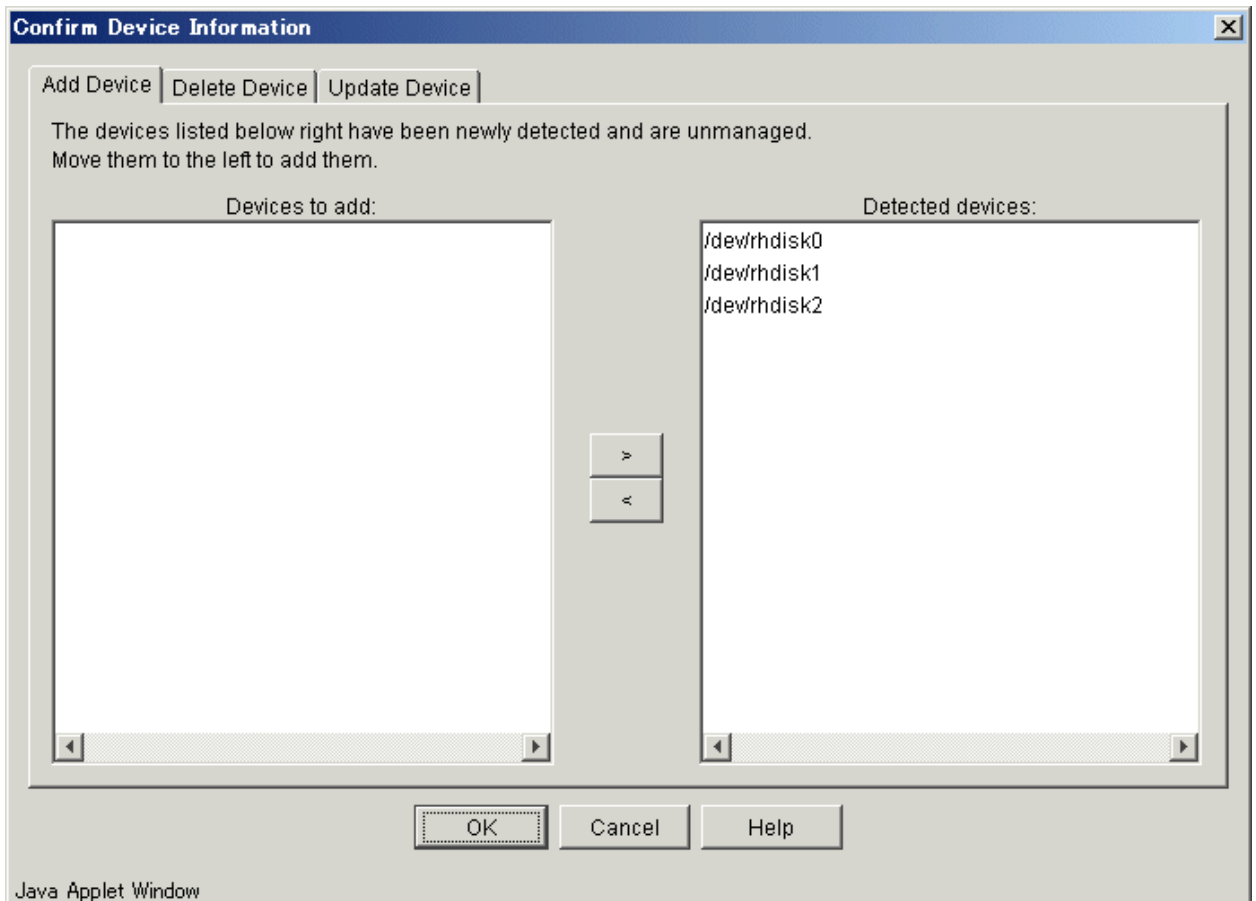 Confirm Device Information
Add Device Delete Device Update Device
The devices listed below right have been newly detected and are unmanaged.
Move them to the left to add them.
Devices to add: Detected devices:
/dev/rhdisk0
/dev/rhdisk1
/dev/rhdisk2
>
<
OK Cancel Help
Java Applet Window